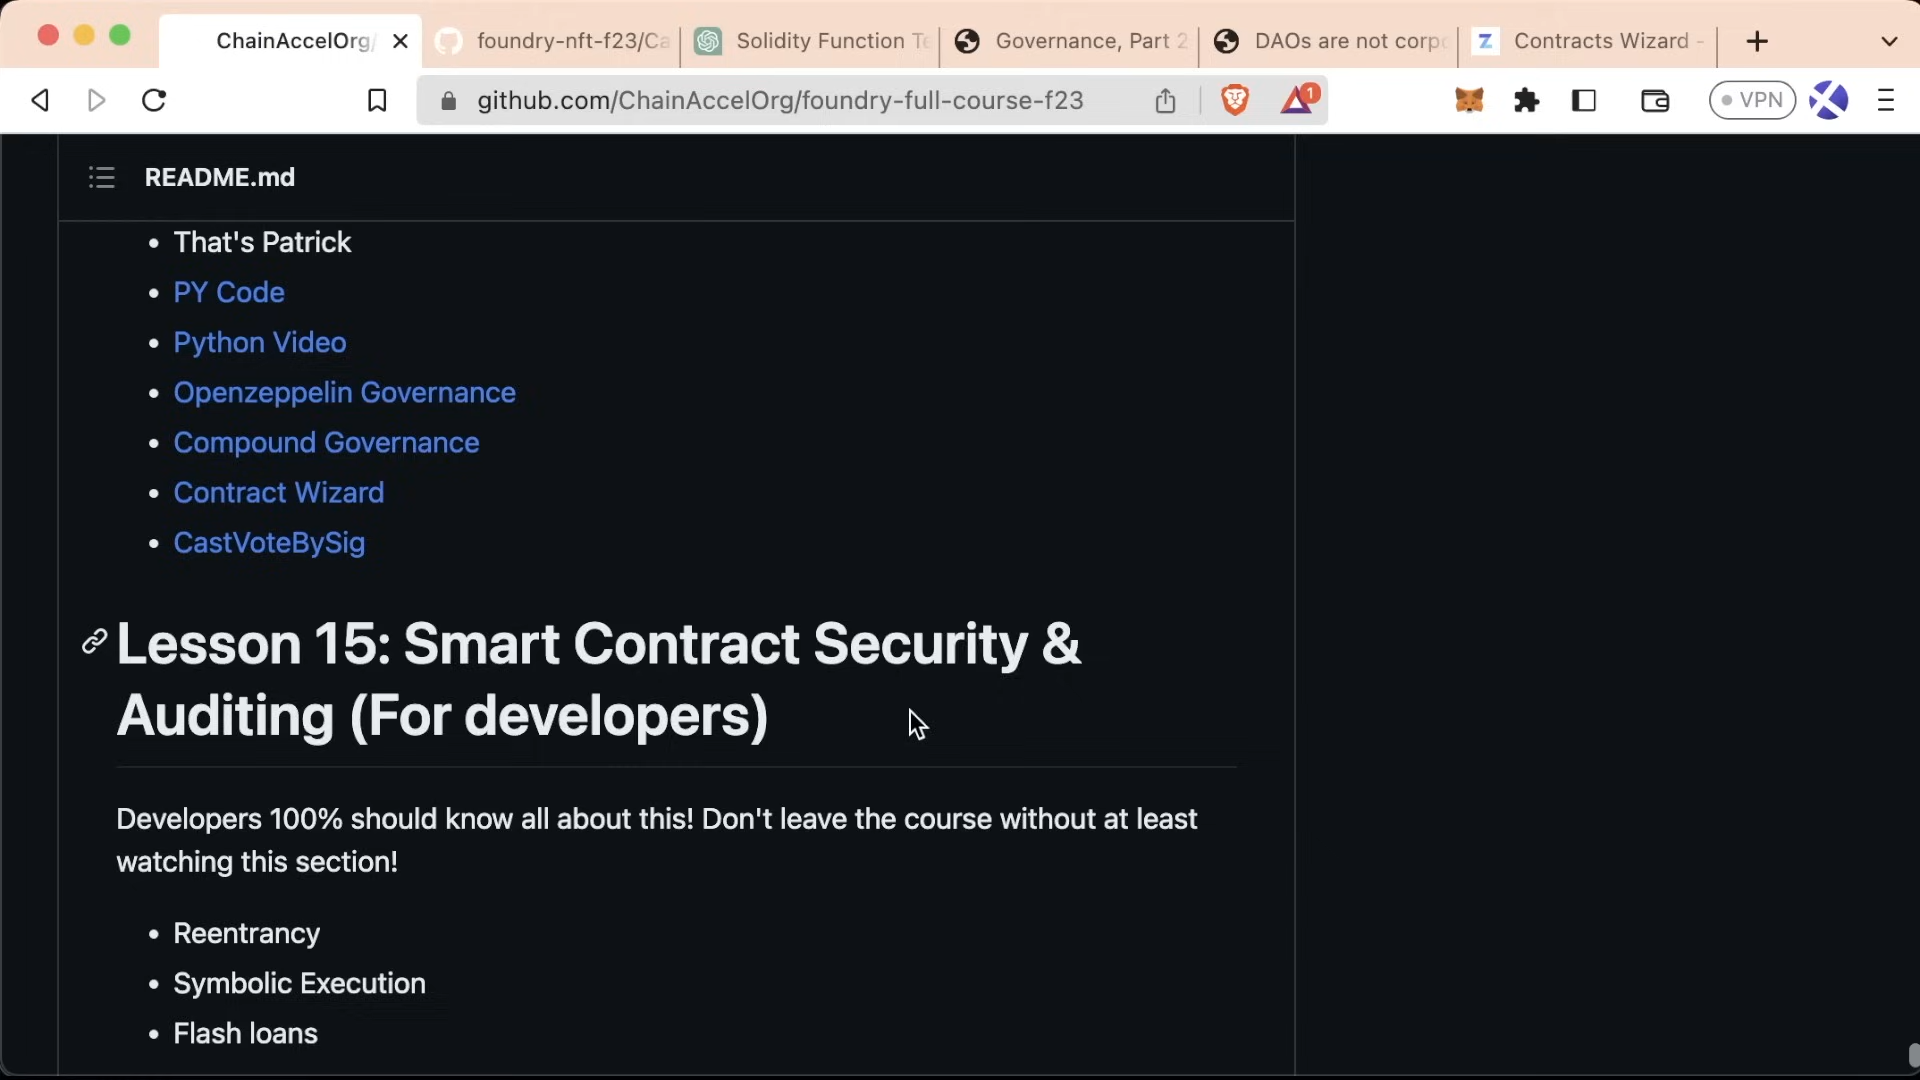 ChainAccelOrg/
foundry-nft-f23/Ca
Solidity Function Te
Governance, Part 2
DAOs are not corpo
Contracts Wizard -
github.com/ChainAccelOrg/foundry-full-course-f23
1
VPN
README.md
• That's Patrick
• PY Code
• Python Video
• Openzeppelin Governance
• Compound Governance
• Contract Wizard
• CastVoteBySig
Lesson 15: Smart Contract Security &
Auditing (For developers)
Developers 100% should know all about this! Don't leave the course without at least
watching this section!
• Reentrancy
• Symbolic Execution
• Flash loans